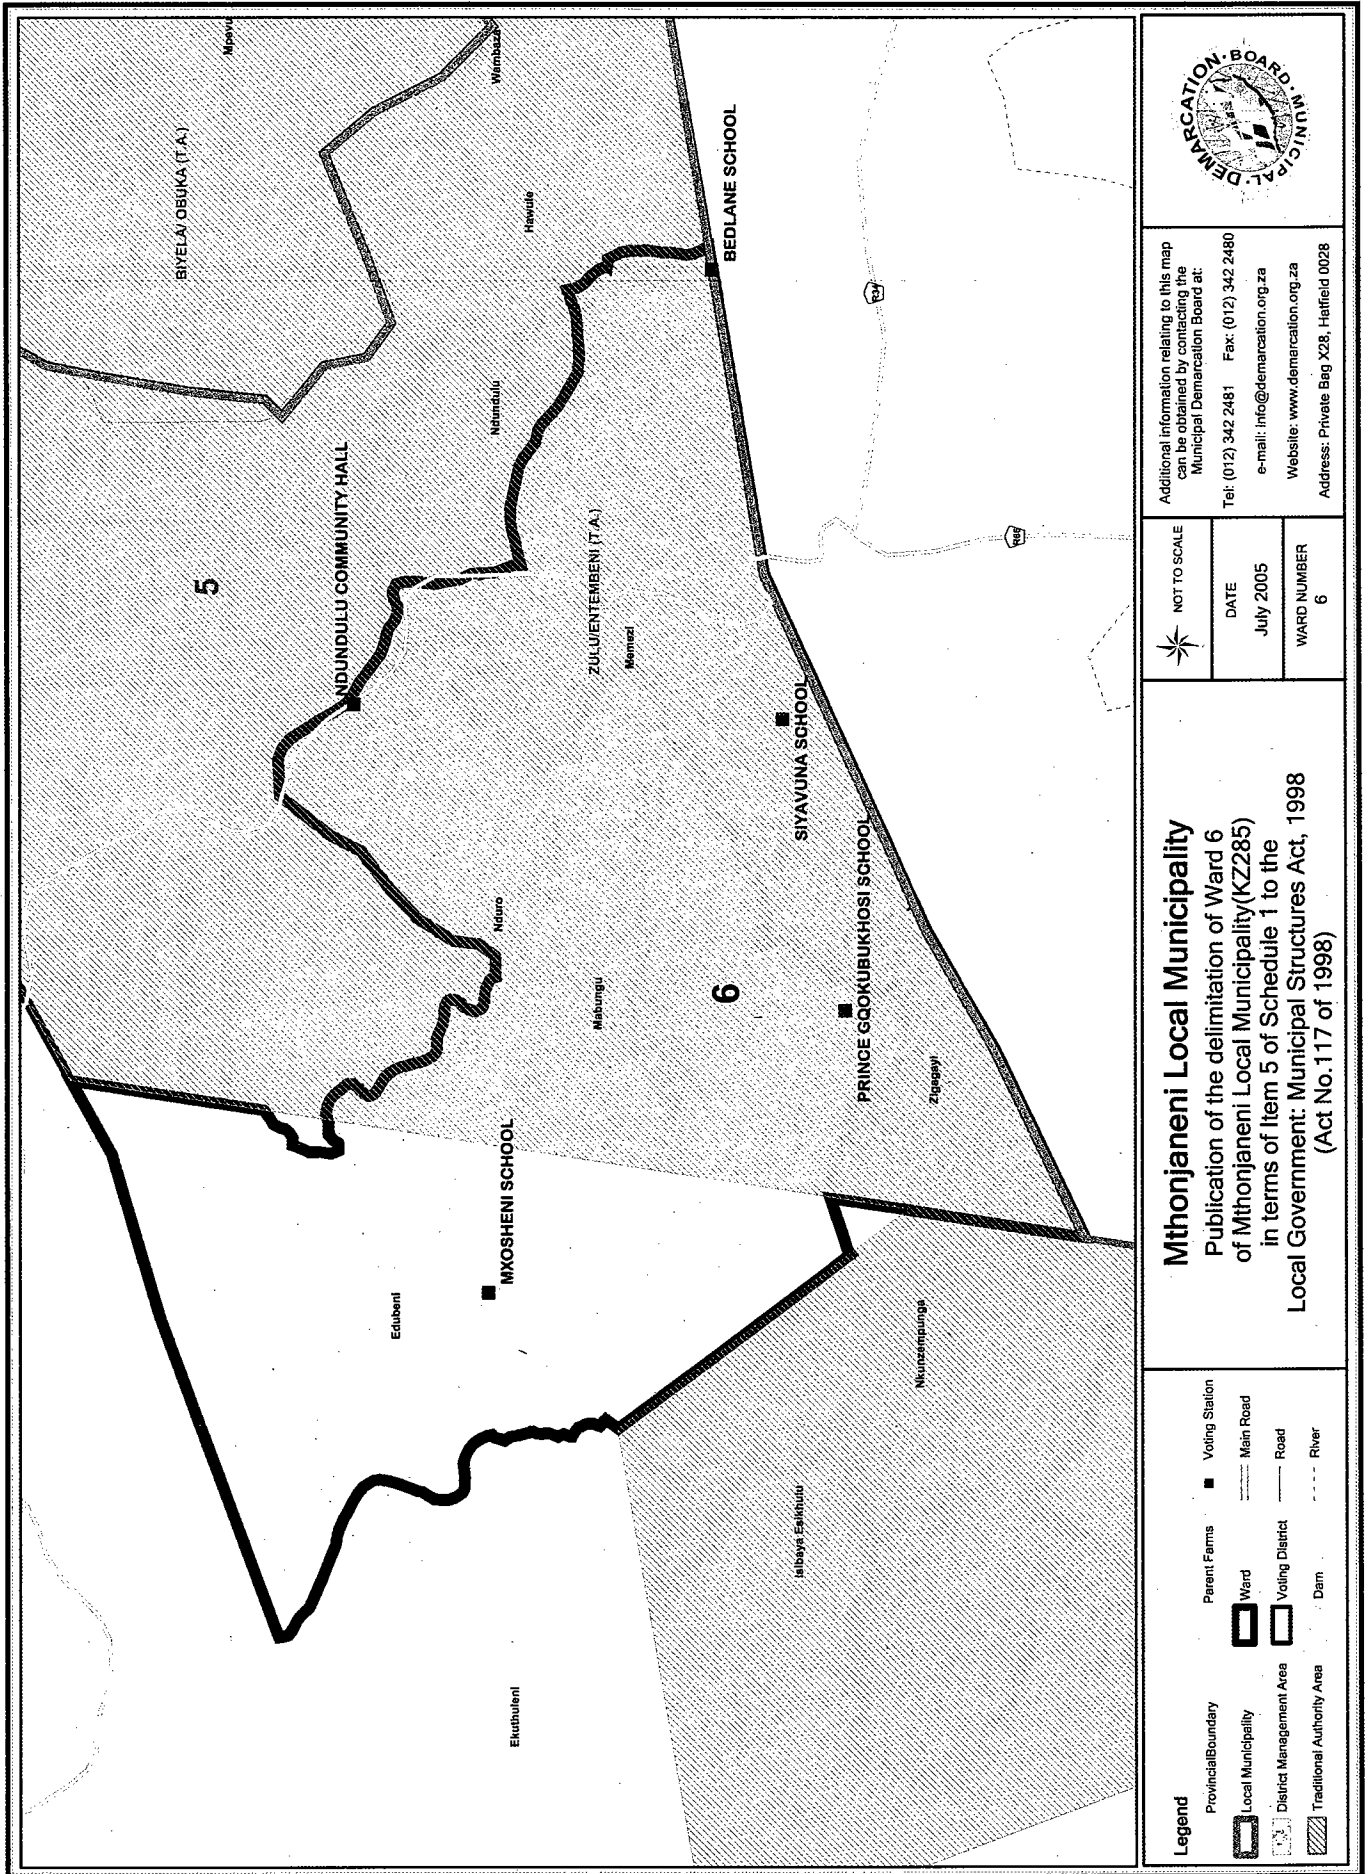 Mpevu
Wambaza
BIYELA/ OBUKA (T.A.)
Hawule
BEDLANE SCHOOL
R34
Ndundulu
NDUNDULU COMMUNITY HALL
5
ZULU/ENTEMBENI (T.A.)
Memezi
R66
SIYAVUNA SCHOOL
PRINCE GQOKUBUKHOSI SCHOOL
Nduro
Mabungu
6
Zigagayi
MXOSHENI SCHOOL
Edubeni
Nkunzempunga
Isibaya Esikhulu
Ekuthuleni
Legend
ProvincialBoundary
Local Municipality
District Management Area
Traditional Authority Area
Parent Farms
Ward
Voting District
Dam
Voting Station
Main Road
Road
River
Mthonjaneni Local Municipality
Publication of the delimitation of Ward 6
of Mthonjaneni Local Municipality(KZ285)
in terms of Item 5 of Schedule 1 to the
Local Government: Municipal Structures Act, 1998
(Act No.117 of 1998)
NOT TO SCALE
DATE
July 2005
WARD NUMBER
6
Additional information relating to this map
can be obtained by contacting the
Municipal Demarcation Board at:
Tel: (012) 342 2481 Fax: (012) 342 2480
e-mail: info@demarcation.org.za
Website: www.demarcation.org.za
Address: Private Bag X28, Hatfield 0028
MUNICIPAL · DEMARCATION · BOARD ·